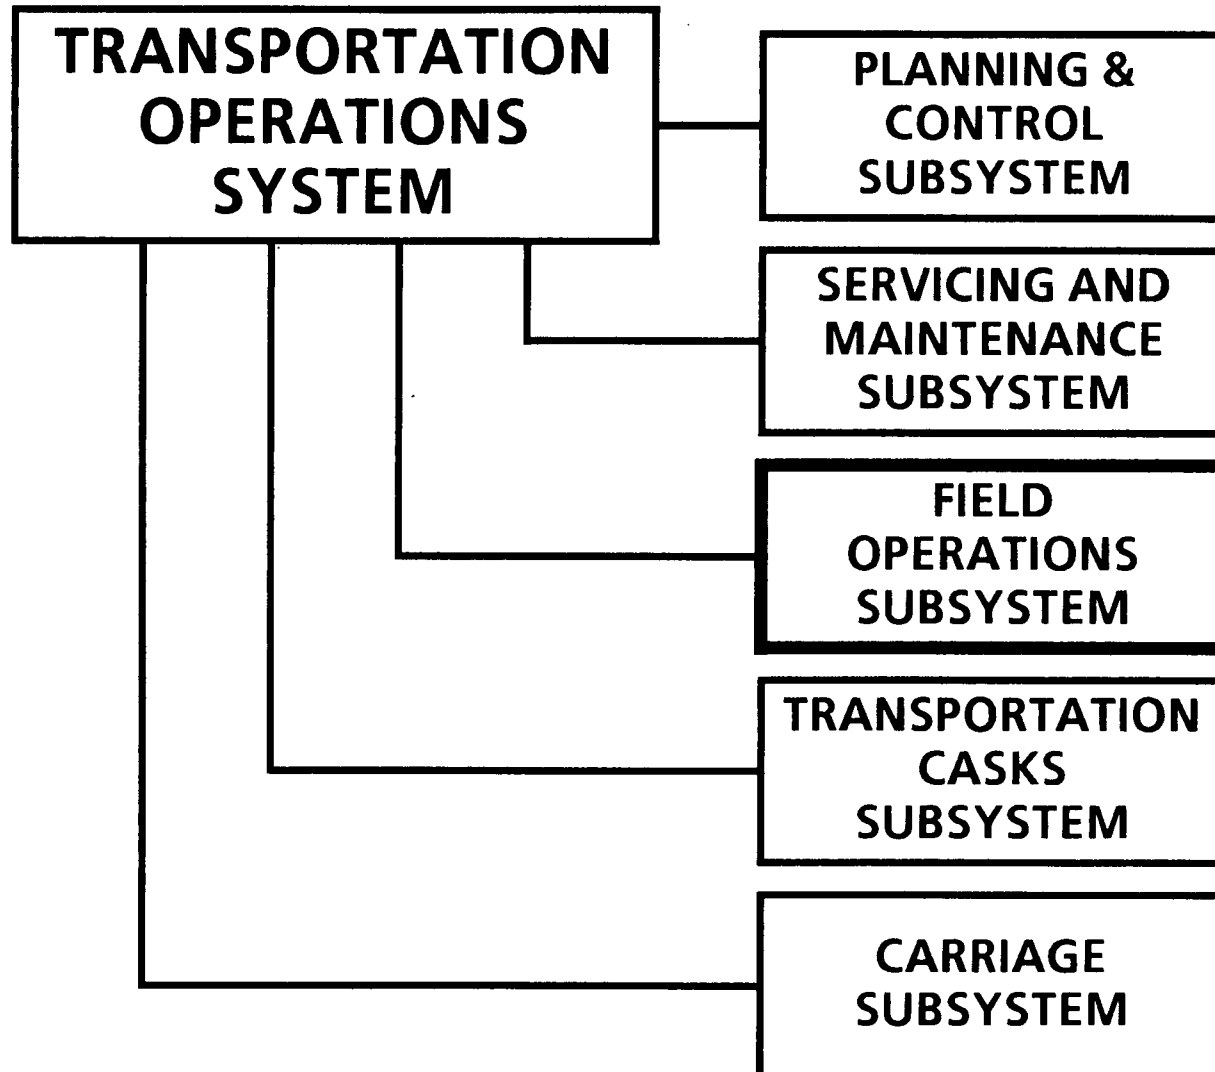 TRANSPORTATION
OPERATIONS
SYSTEM
PLANNING &
CONTROL
SUBSYSTEM
SERVICING AND
MAINTENANCE
SUBSYSTEM
FIELD
OPERATIONS
SUBSYSTEM
TRANSPORTATION
CASKS
SUBSYSTEM
CARRIAGE
SUBSYSTEM